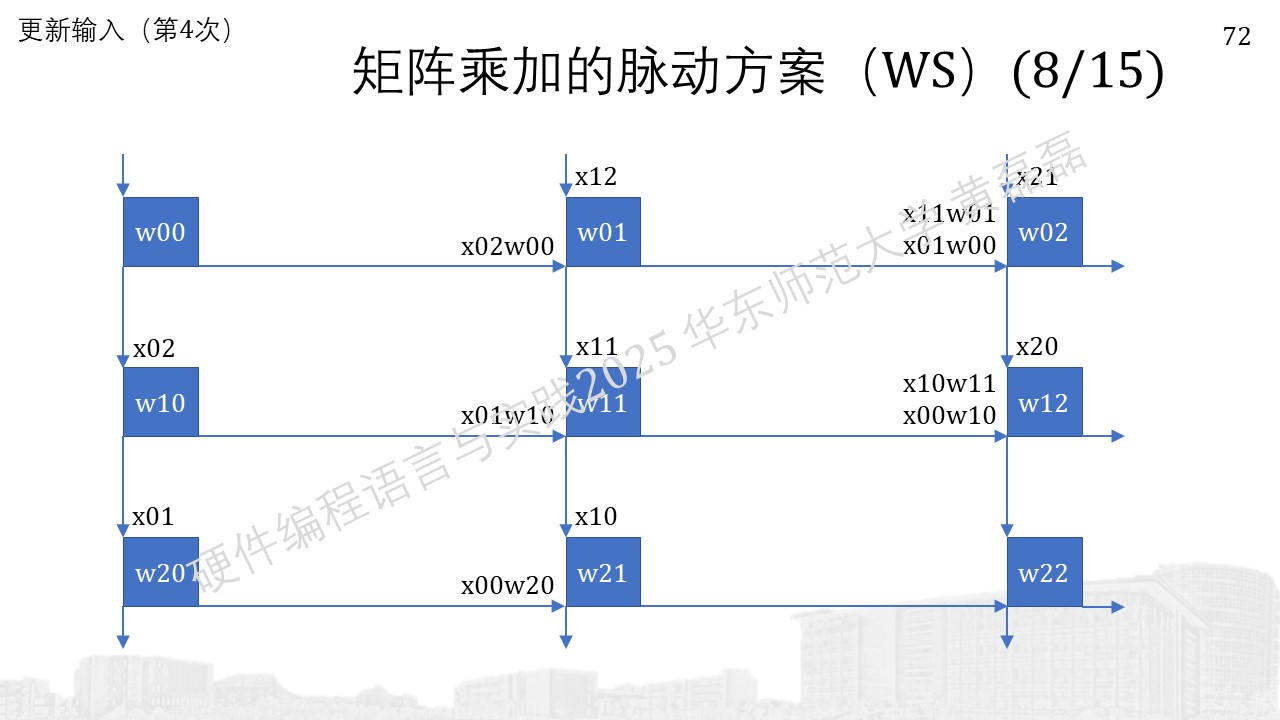 更新输入（第4次）
72
矩阵乘加的脉动方案（WS）(8/15)
x12
x21
w00
x02w00
w01
x11w01
x01w00
w02
x02
x11
x20
w10
x01w10
w11
x10w11
x00w10
w12
x01
x10
w20
x00w20
w21
w22
硬件编程语言与实践2025 华东师范大学 黄磊磊